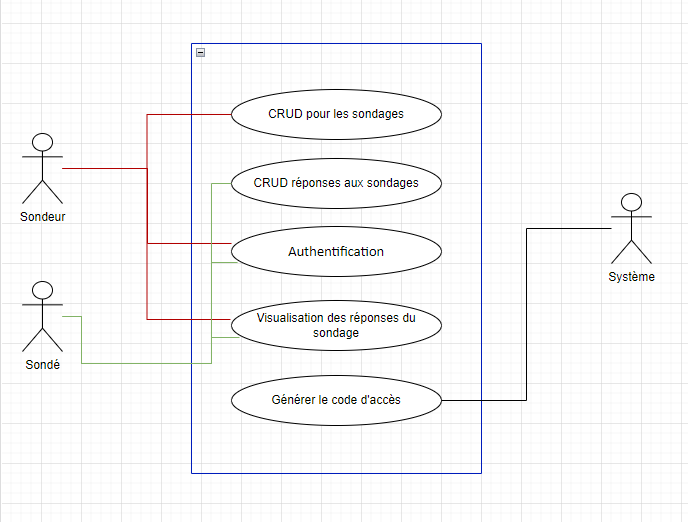 CRUD pour les sondages
CRUD réponses aux sondages
Authentification
Visualisation des réponses du
sondage
Générer le code d'accès
Sondeur
Sondé
Système